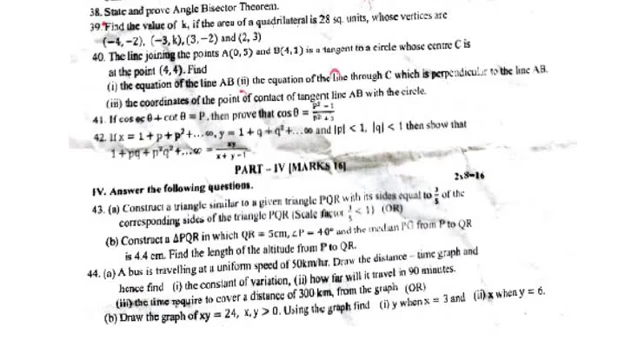 38. State and prove Angle Bisector Theorem.
39. Find the value of k, if the area of a quadrilateral is 28 sq. units, whose vertices are
(-4, -2), (-3, k), (3, -2) and (2, 3)
40. The line joining the points A(0, 5) and B(4, 1) is a tangent to a circle whose centre C is
at the point (4, 4). Find
(i) the equation of the line AB (ii) the equation of the line through C which is perpendicular to the line AB.
(iii) the coordinates of the point of contact of tangent line AB with the circle.
41. If cosec θ + cot θ = P, then prove that cos θ = (P² - 1)/(P² + 1)
42. If x = 1 + p + p² + ...∞, y = 1 + q + q² + ...∞ and |p| < 1, |q| < 1 then show that
1 + pq + p²q² + ...∞ = xy/(x + y - 1)
PART - IV [MARKS 16]
IV. Answer the following questions. 2x8=16
43. (a) Construct a triangle similar to a given triangle PQR with its sides equal to of the
corresponding sides of the triangle PQR (Scale factor < 1) (OR)
(b) Construct a ΔPQR in which QR = 5cm, ∠P = 40° and the median PG from P to QR
is 4.4 cm. Find the length of the altitude from P to QR.
44. (a) A bus is travelling at a uniform speed of 50km/hr. Draw the distance - time graph and
hence find (i) the constant of variation, (ii) how far will it travel in 90 minutes.
(iii) the time require to cover a distance of 300 km, from the graph (OR)
(b) Draw the graph of xy = 24, x, y > 0. Using the graph find (i) y when x = 3 and (ii) x when y = 6.